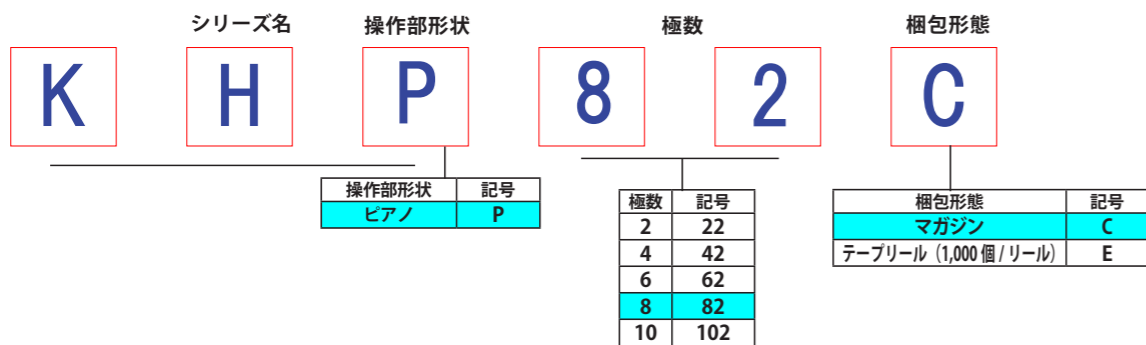 シリーズ名 操作部形状 極数 梱包形態
K H P 8 2 C
操作部形状 記号
ピアノ P
極数 記号
2 22
4 42
6 62
8 82
10 102
梱包形態 記号
マガジン C
テープリール（1,000 個 / リール） E